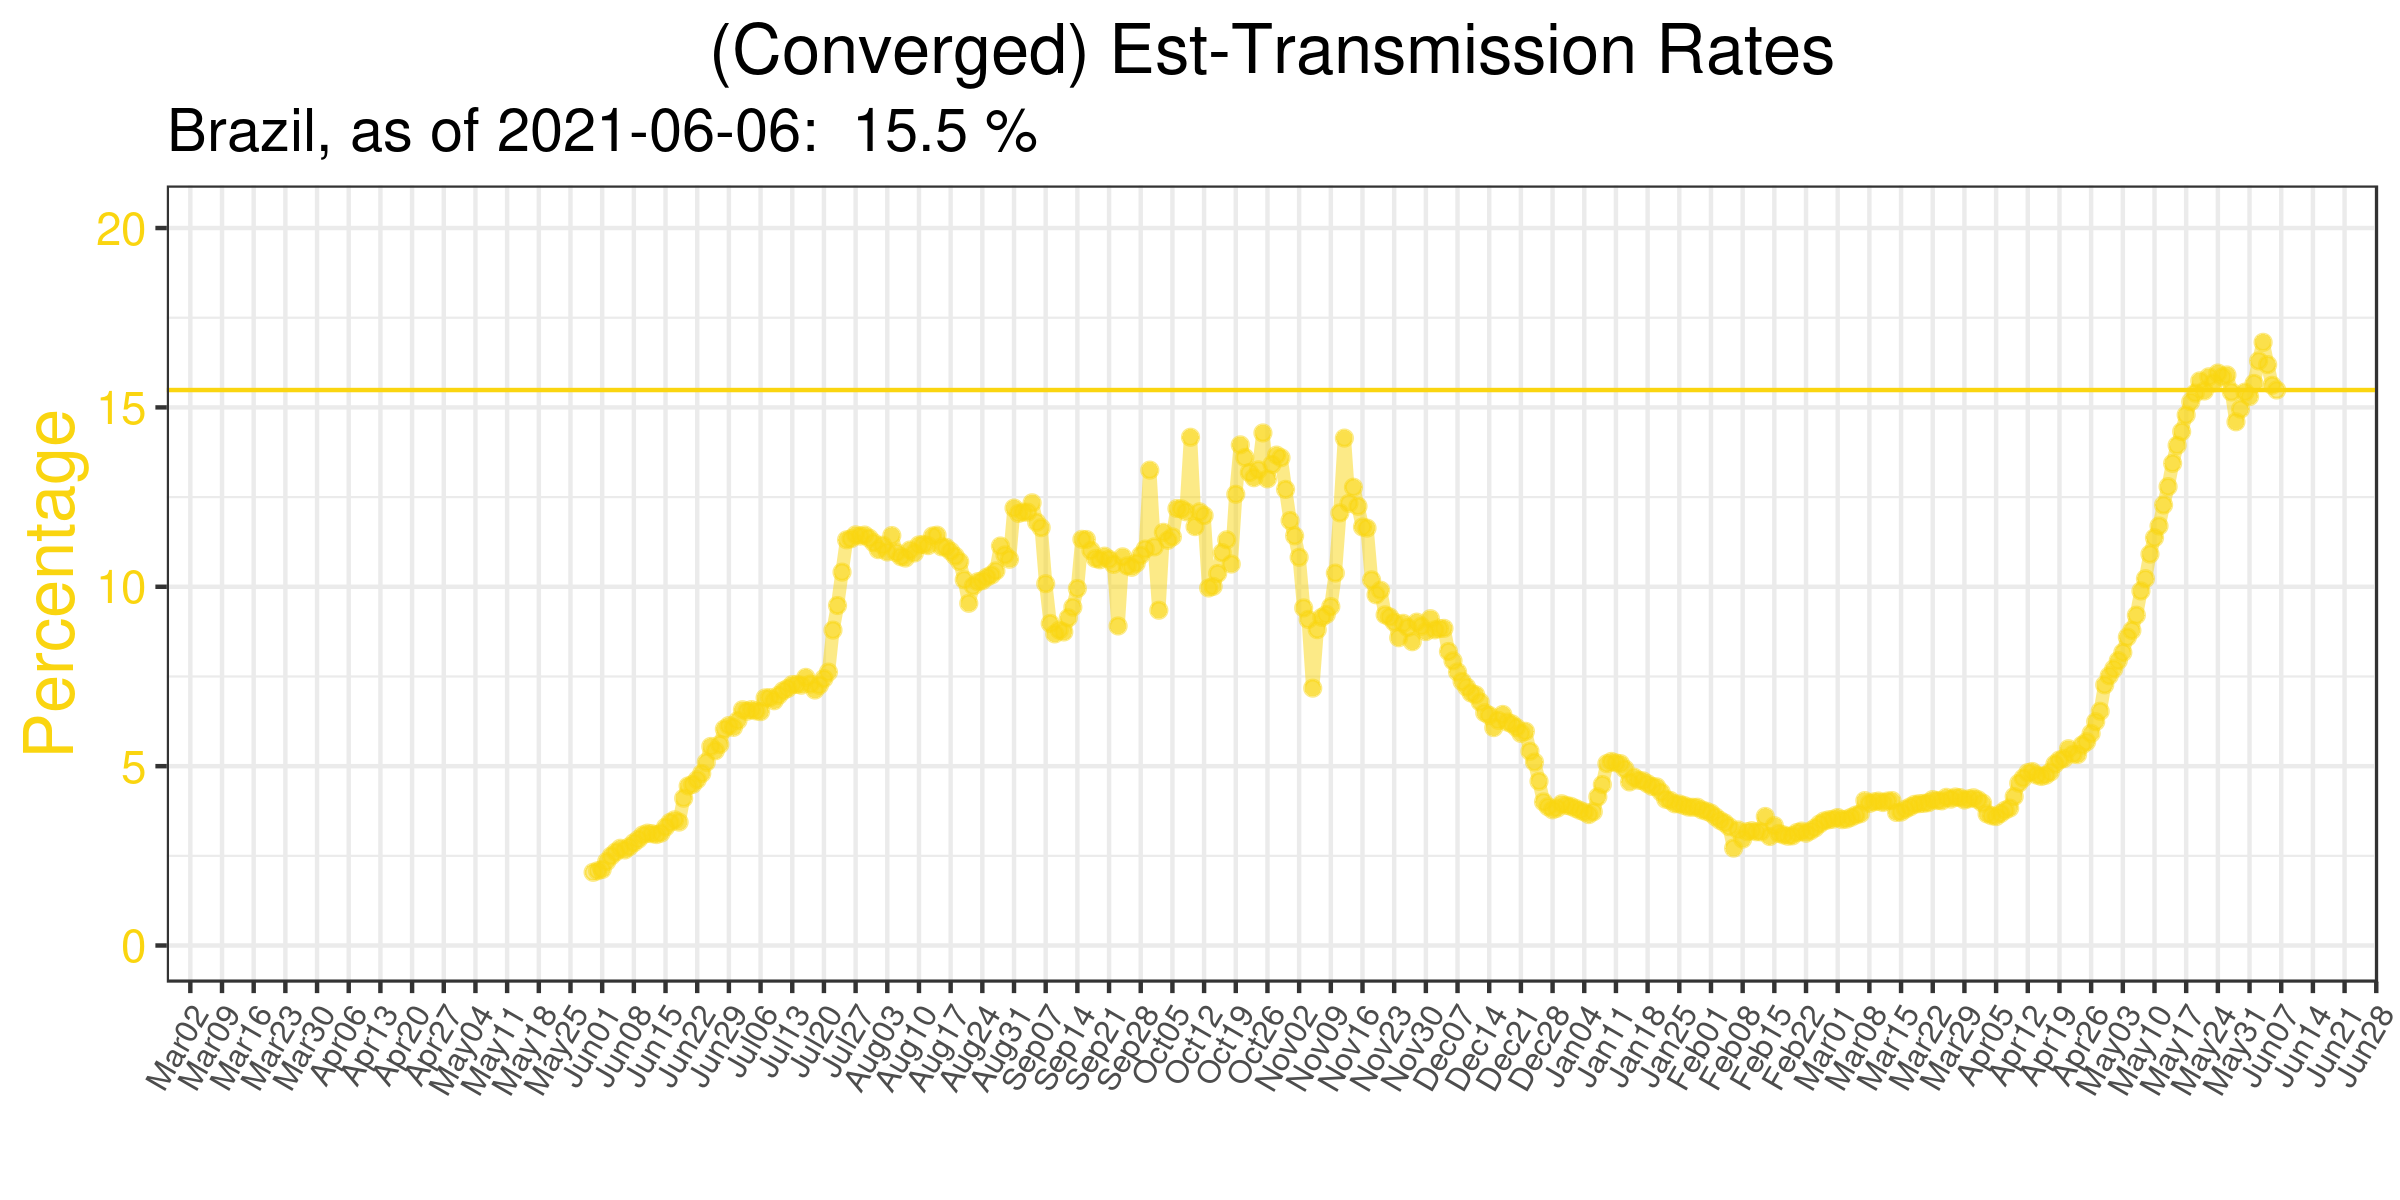 (Converged) Est-Transmission Rates
Brazil, as of 2021-06-06:  15.5 %
Percentage
20
15
10
5
0
Mar02
Mar09
Mar16
Mar23
Mar30
Apr06
Apr13
Apr20
Apr27
May04
May11
May18
May25
Jun01
Jun08
Jun15
Jun22
Jun29
Jul06
Jul13
Jul20
Jul27
Aug03
Aug10
Aug17
Aug24
Aug31
Sep07
Sep14
Sep21
Sep28
Oct05
Oct12
Oct19
Oct26
Nov02
Nov09
Nov16
Nov23
Nov30
Dec07
Dec14
Dec21
Dec28
Jan04
Jan11
Jan18
Jan25
Feb01
Feb08
Feb15
Feb22
Mar01
Mar08
Mar15
Mar22
Mar29
Apr05
Apr12
Apr19
Apr26
May03
May10
May17
May24
May31
Jun07
Jun14
Jun21
Jun28